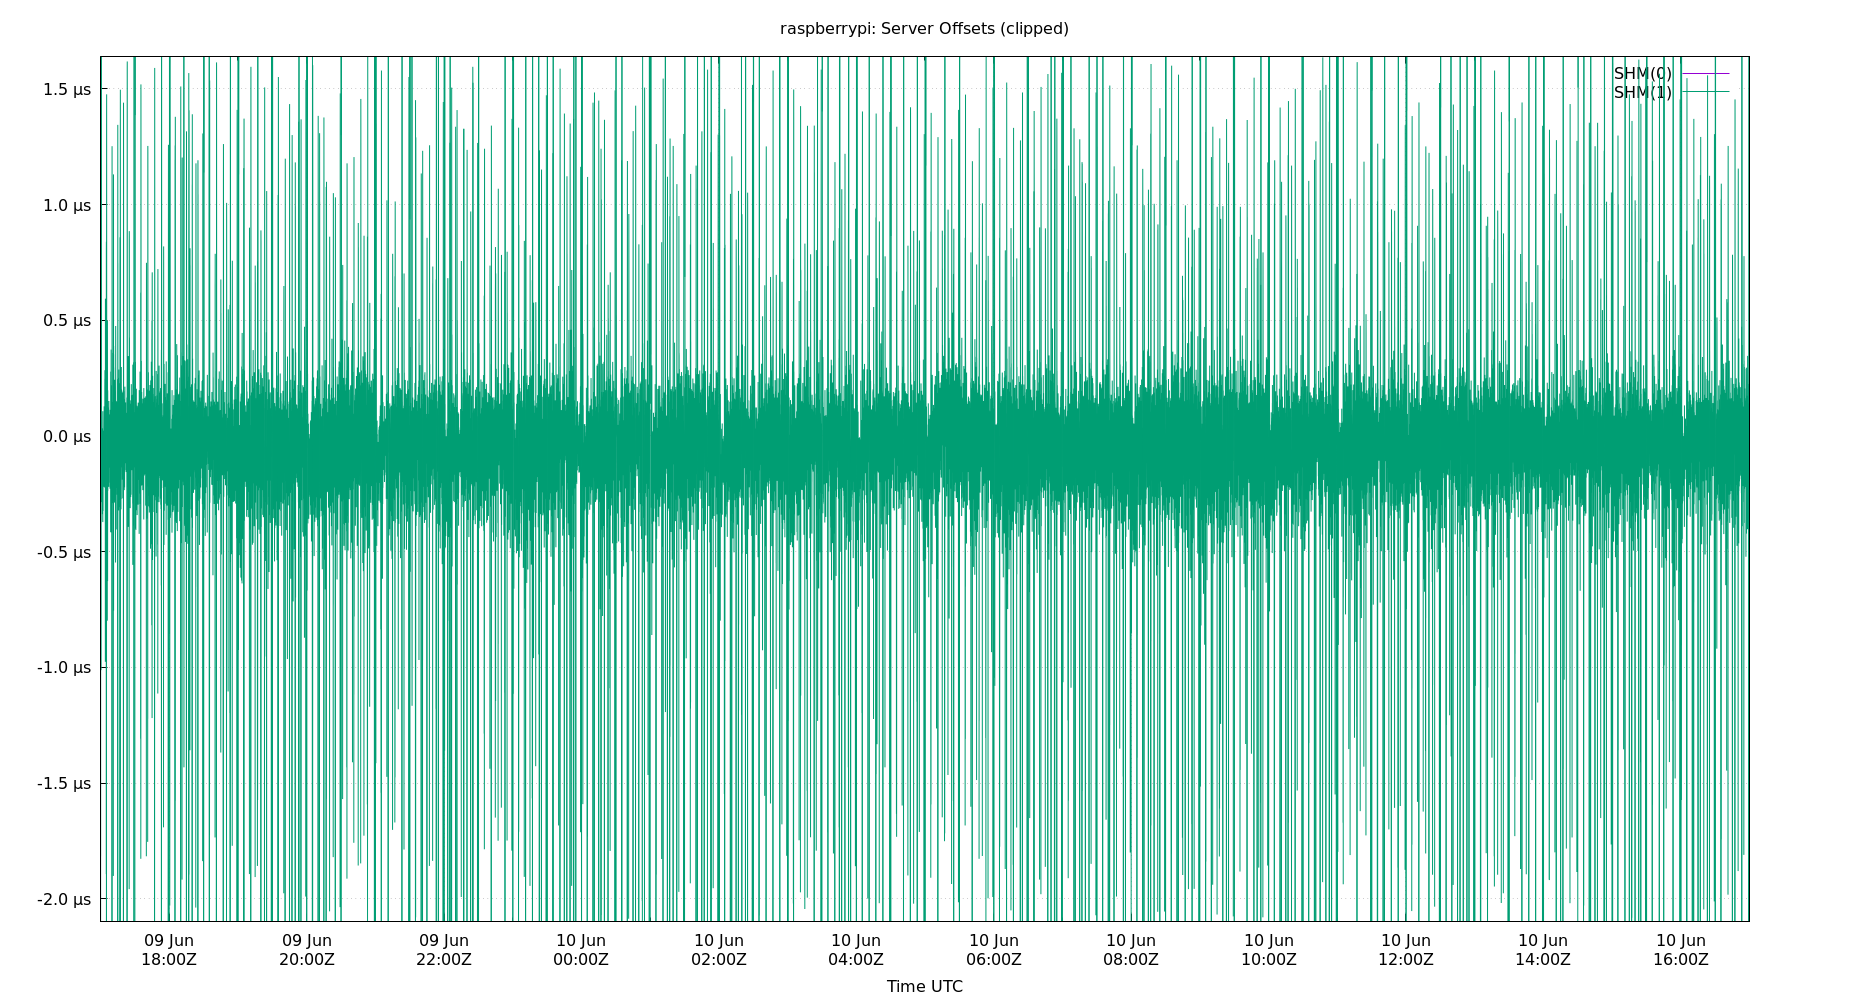 raspberrypi: Server Offsets (clipped)
SHM(0)
SHM(1)
1.5 µs
1.0 µs
0.5 µs
0.0 µs
-0.5 µs
-1.0 µs
-1.5 µs
-2.0 µs
09 Jun 09 Jun 09 Jun 10 Jun 10 Jun 10 Jun 10 Jun 10 Jun 10 Jun 10 Jun 10 Jun 10 Jun
18:00Z 20:00Z 22:00Z 00:00Z 02:00Z 04:00Z 06:00Z 08:00Z 10:00Z 12:00Z 14:00Z 16:00Z
Time UTC